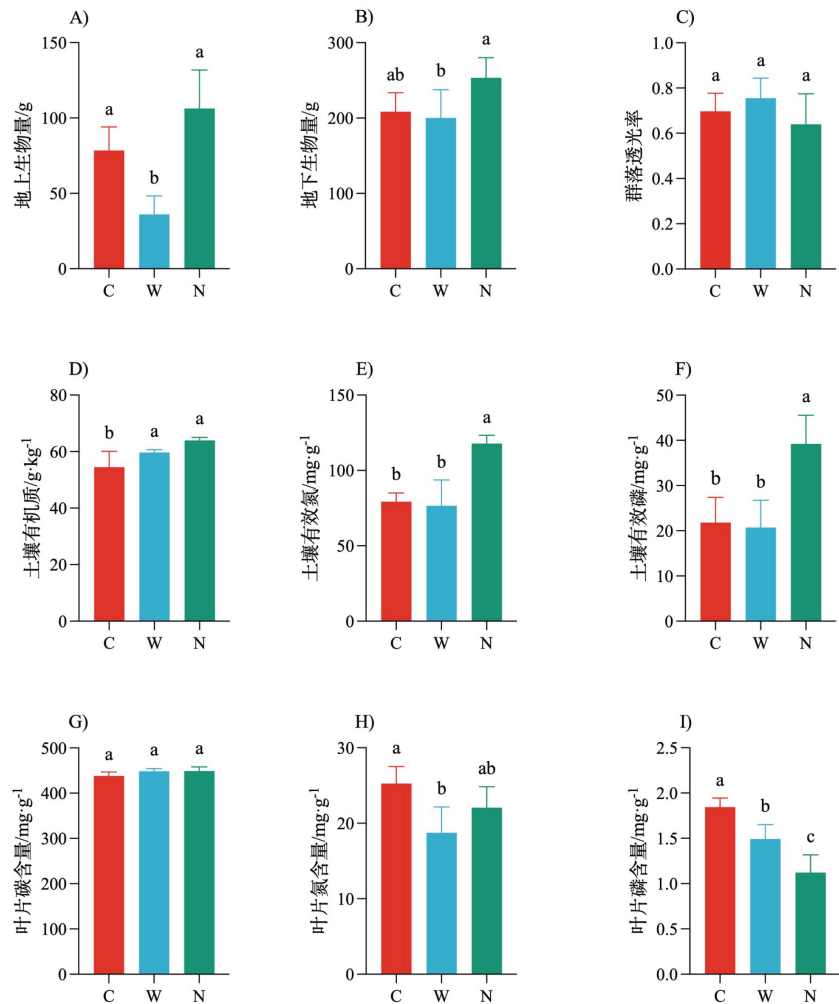 A)
地上生物量/g
150
100
50
0
a
b
a
C W N
B)
地下生物量/g
300
200
100
0
ab
b
a
C W N
C)
群落透光率
1.0
0.8
0.6
0.4
0.2
0.0
a
a
a
C W N
D)
土壤有机质/g·kg⁻¹
80
60
40
20
0
b
a
a
C W N
E)
土壤有效氮/mg·g⁻¹
150
100
50
0
b
b
a
C W N
F)
土壤有效磷/mg·g⁻¹
50
40
30
20
10
0
b
b
a
C W N
G)
叶片碳含量/mg·g⁻¹
500
400
300
200
100
0
a
a
a
C W N
H)
叶片氮含量/mg·g⁻¹
30
20
10
0
a
b
ab
C W N
I)
叶片磷含量/mg·g⁻¹
2.5
2.0
1.5
1.0
0.5
0.0
a
b
c
C W N